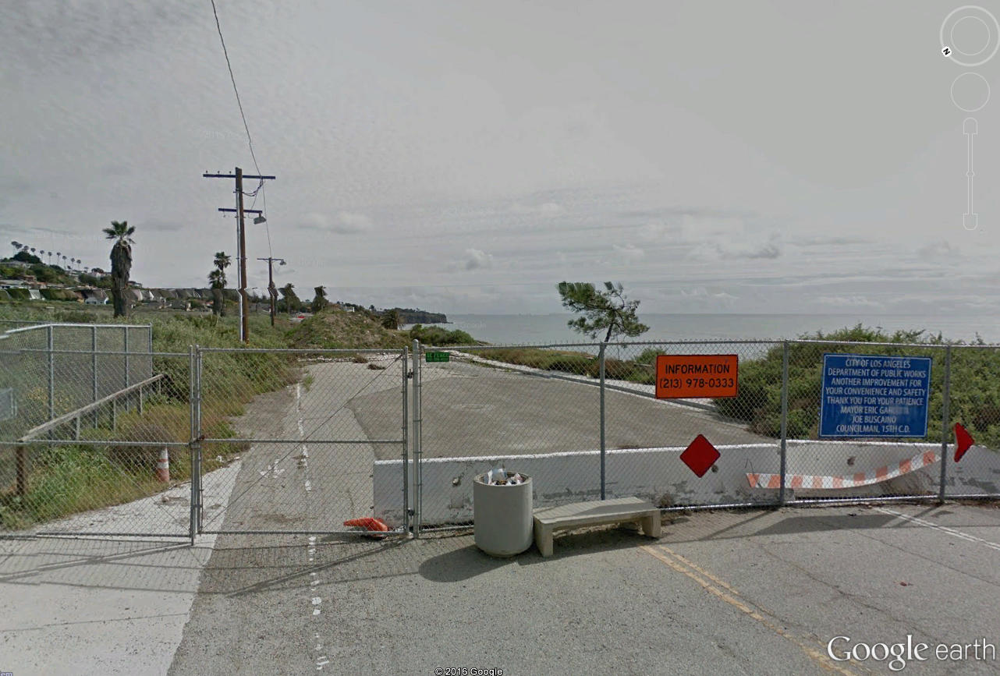 N
INFORMATION
(213) 978-0333
CITY OF LOS ANGELES
DEPARTMENT OF PUBLIC WORKS
ANOTHER IMPROVEMENT FOR
YOUR CONVENIENCE AND SAFETY
THANK YOU FOR YOUR PATIENCE
MAYOR ERIC GARCETTI
JOE BUSCAINO
COUNCILMAN, 15TH C.D.
Google earth
© 2016 Google